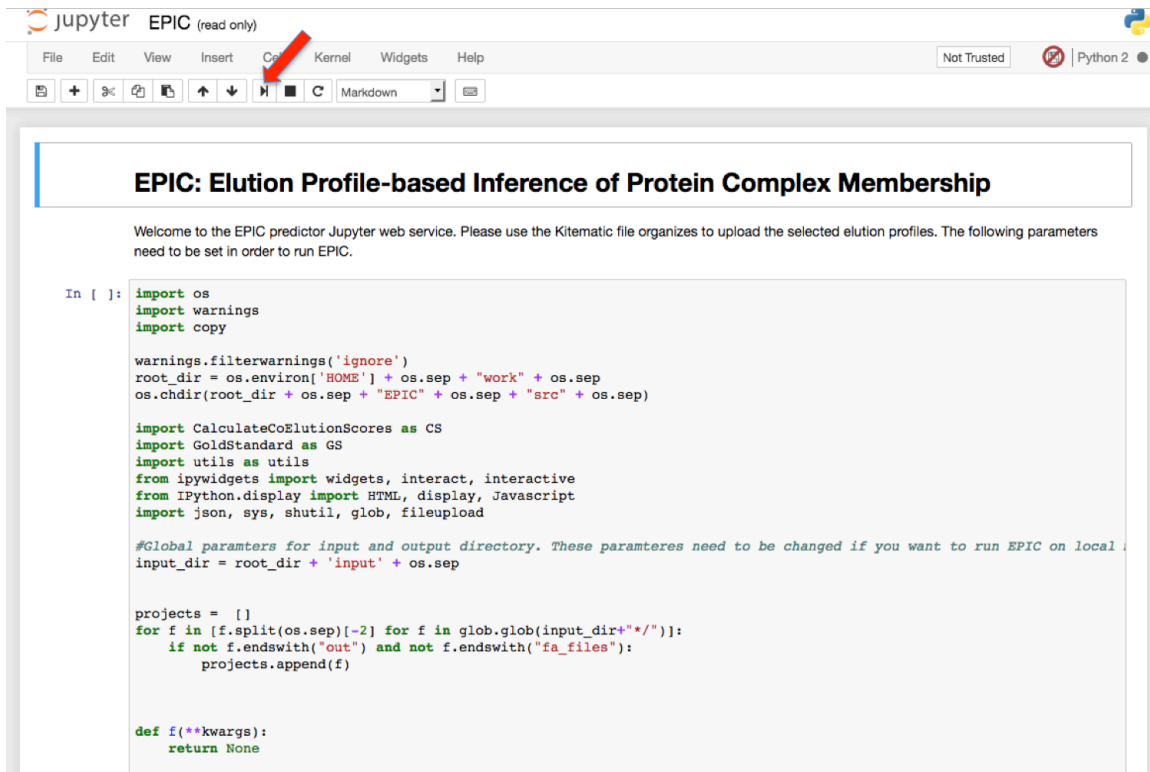 jupyter EPIC (read only)
File Edit View Insert Cell Kernel Widgets Help Not Trusted Python 2
Markdown
EPIC: Elution Profile-based Inference of Protein Complex Membership
Welcome to the EPIC predictor Jupyter web service. Please use the Kitematic file organizes to upload the selected elution profiles. The following parameters
need to be set in order to run EPIC.
In [ ]: import os
import warnings
import copy
warnings.filterwarnings('ignore')
root_dir = os.environ['HOME'] + os.sep + "work" + os.sep
os.chdir(root_dir + os.sep + "EPIC" + os.sep + "src" + os.sep)
import CalculateCoElutionScores as CS
import GoldStandard as GS
import utils as utils
from ipywidgets import widgets, interact, interactive
from IPython.display import HTML, display, Javascript
import json, sys, shutil, glob, fileupload
#Global paramters for input and output directory. These paramteres need to be changed if you want to run EPIC on local
input_dir = root_dir + 'input' + os.sep
projects = []
for f in [f.split(os.sep)[-2] for f in glob.glob(input_dir+"*/")]:
    if not f.endswith("out") and not f.endswith("fa_files"):
        projects.append(f)
def f(**kwargs):
    return None